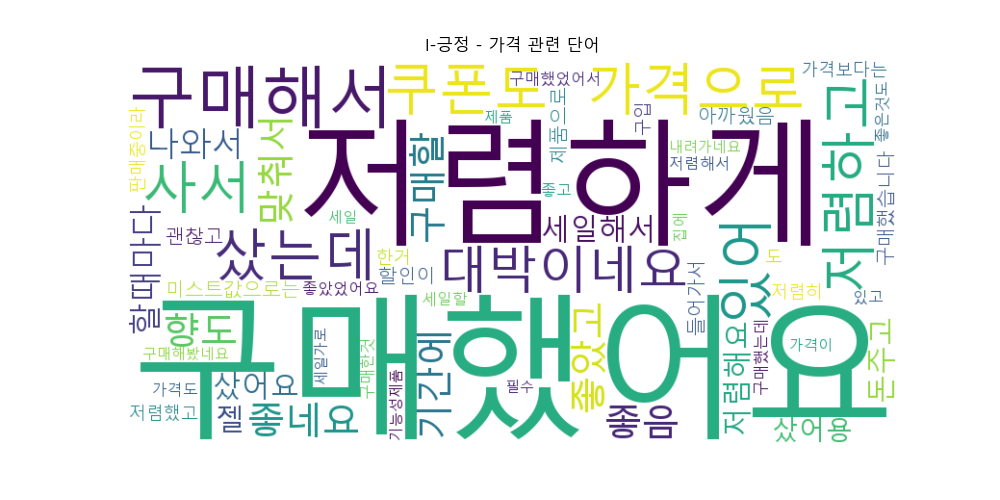 I-긍정 - 가격 관련 단어
구매해서
쿠폰도
구매했었어서
가격으로
가격보다는
판매중이라
나와서
맞춰서
구매할
제품
제품으로
구입
아까웠음
내려가네요
저렴해서
저렴하고
좋은것도
저렴하게
사서
좋고
세일
괜찮고
샀는데
세일해서
집에
구매했습니다
할때마다
한거
할인이
대박이네요
있어
도
미스트값으로는
좋았었어요
세일할
들어가서
저렴히
있고
향도
구매했어요
좋았고
가격이
돈주고
구매해봤네요
세일가로
구매한것
기간에
저렴해요
구매했는데
가격도
샀어요
기능성제품
필수
저렴했고
젤
좋네요
좋음
샀어용